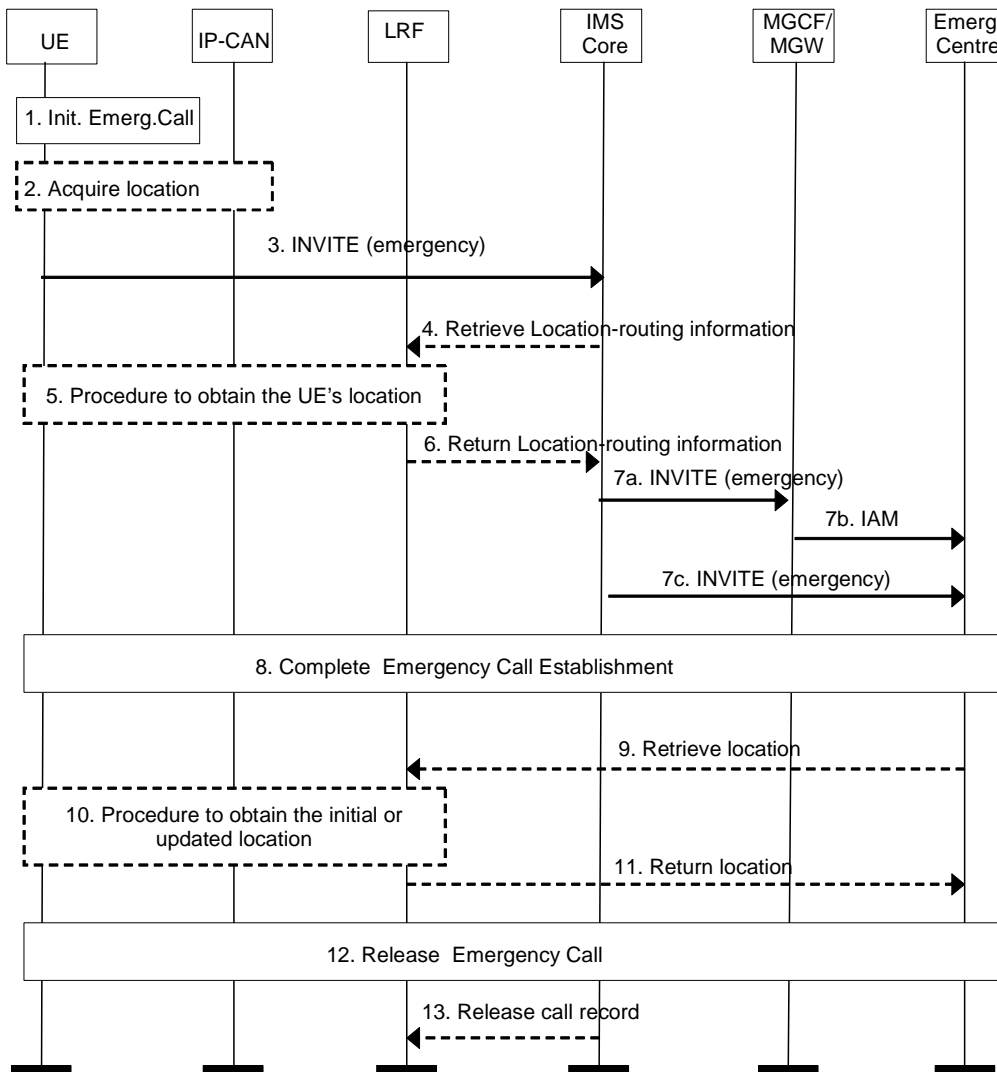 UE
IP-CAN
LRF
IMS
Core
MGCF/
MGW
Emerg
Centre
1. Init. Emerg.Call
2. Acquire location
3. INVITE (emergency)
4. Retrieve Location-routing information
5. Procedure to obtain the UE's location
6. Return Location-routing information
7a. INVITE (emergency)
7b. IAM
7c. INVITE (emergency)
8. Complete Emergency Call Establishment
9. Retrieve location
10. Procedure to obtain the initial or
updated location
11. Return location
12. Release Emergency Call
13. Release call record